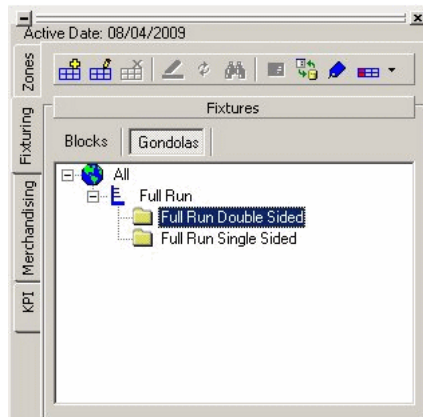 Active Date: 08/04/2009
Zones
Fixturing
Merchandising
KPI
Fixtures
Blocks
Gondolas
All
Full Run
Full Run Double Sided
Full Run Single Sided